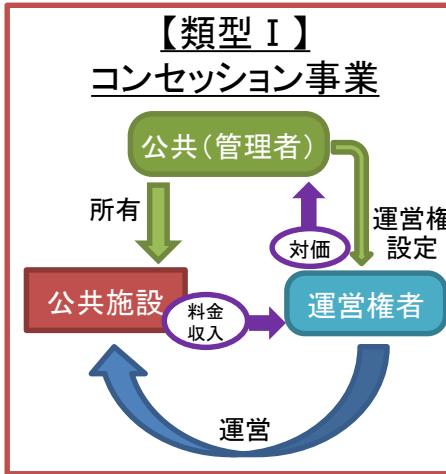 【類型Ⅰ】
コンセッション事業
公共（管理者）
所有
運営権
設定
対価
公共施設
料金
収入
運営権者
運営